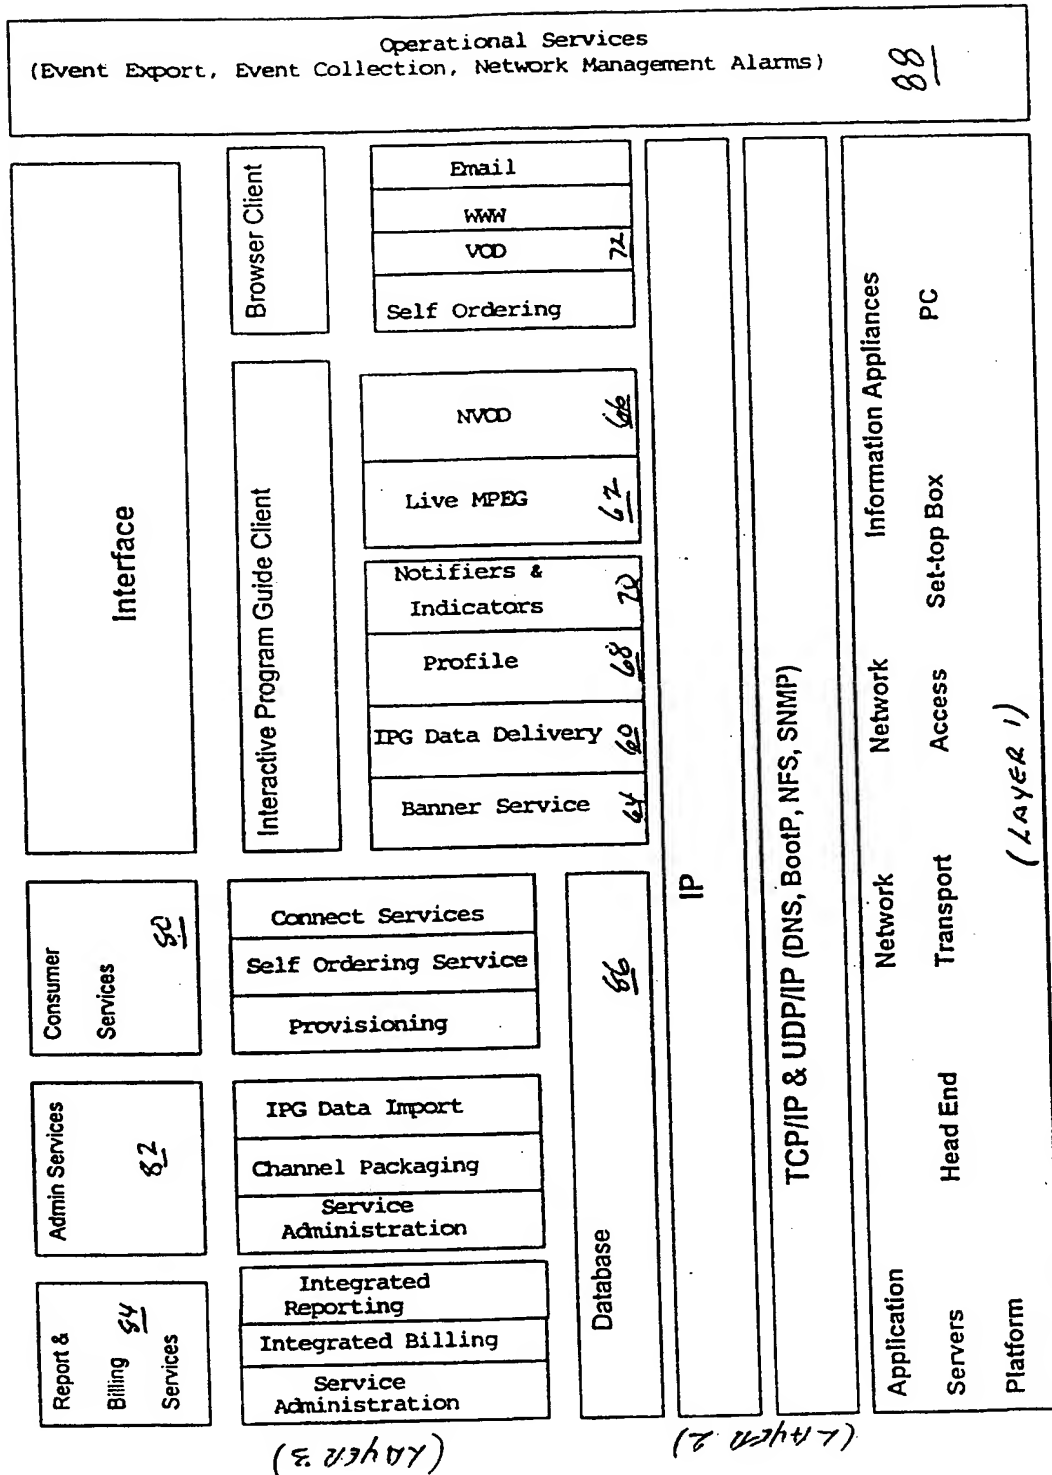 Operational Services
(Event Export, Event Collection, Network Management Alarms)
88
Interface
Browser Client
Interactive Program Guide Client
Email
WWW
VOD
72
Self Ordering
NVOD
66
Live MPEG
62
Notifiers &
Indicators
70
Profile
68
IPG Data Delivery
60
Banner Service
64
Consumer
Services
80
Connect Services
Self Ordering Service
Provisioning
Admin Services
82
IPG Data Import
Channel Packaging
Service
Administration
Report &
Billing
Services
84
Integrated
Reporting
Integrated Billing
Service
Administration
(LAYER 3)
Database
86
IP
TCP/IP & UDP/IP (DNS, BootP, NFS, SNMP)
(LAYER 2)
Application
Servers
Platform
Head End
Network
Transport
Network
Access
Information Appliances
Set-top Box
PC
(LAYER 1)